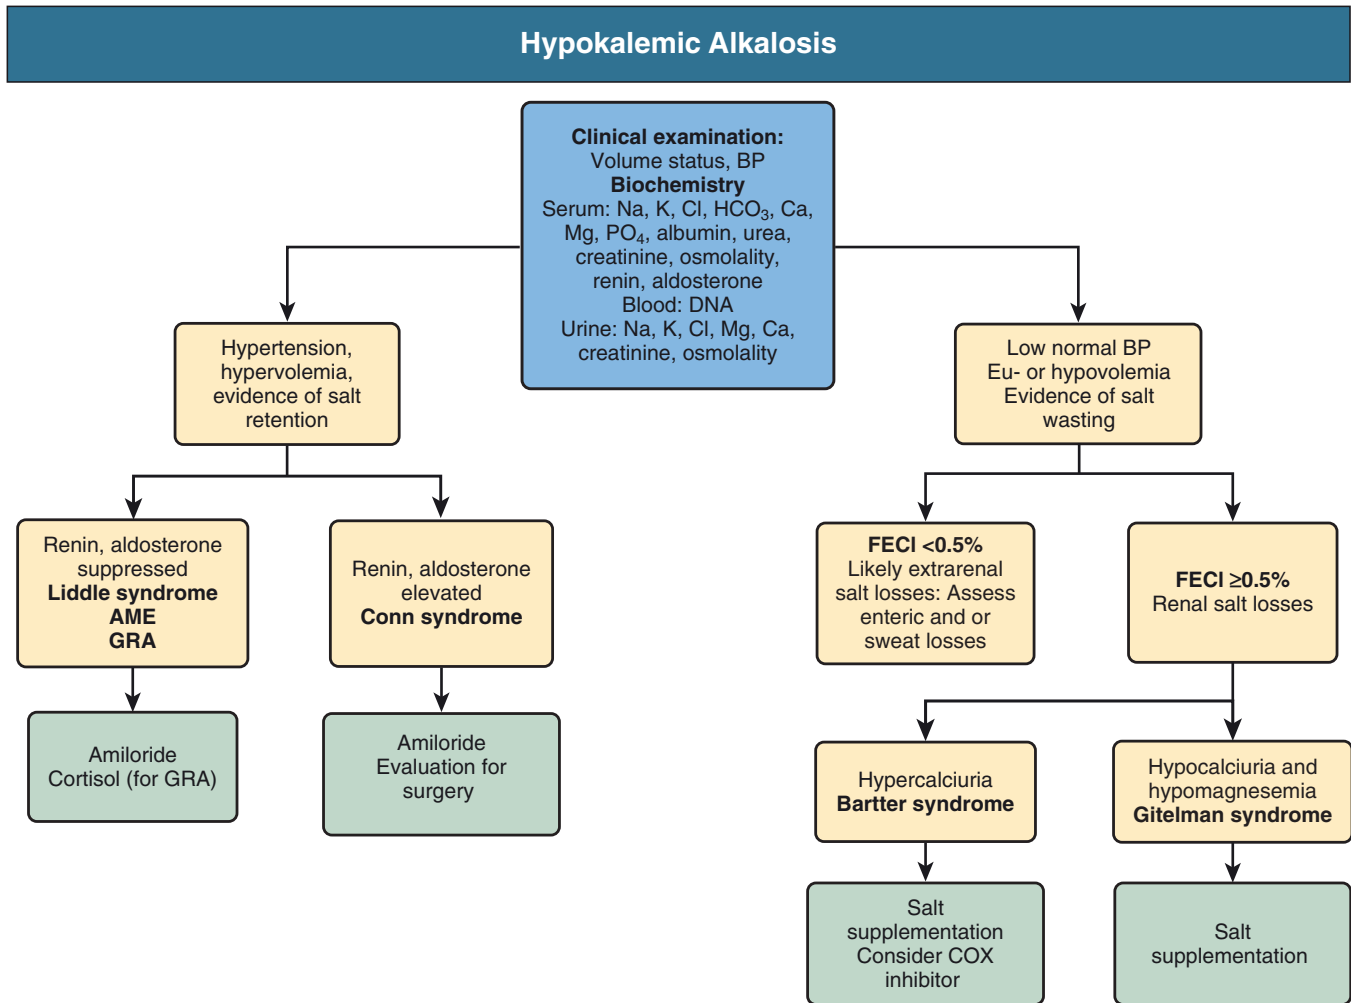 Hypokalemic Alkalosis
Clinical examination:
Volume status, BP
Biochemistry
Serum: Na, K, Cl, HCO₃, Ca,
Mg, PO₄, albumin, urea,
creatinine, osmolality,
renin, aldosterone
Blood: DNA
Urine: Na, K, Cl, Mg, Ca,
creatinine, osmolality
Hypertension,
hypervolemia,
evidence of salt
retention
Low normal BP
Eu- or hypovolemia
Evidence of salt
wasting
Renin, aldosterone
suppressed
Liddle syndrome
AME
GRA
Renin, aldosterone
elevated
Conn syndrome
FECl <0.5%
Likely extrarenal
salt losses: Assess
enteric and or
sweat losses
FECl ≥0.5%
Renal salt losses
Amiloride
Cortisol (for GRA)
Amiloride
Evaluation for
surgery
Hypercalciuria
Bartter syndrome
Hypocalciuria and
hypomagnesemia
Gitelman syndrome
Salt
supplementation
Consider COX
inhibitor
Salt
supplementation